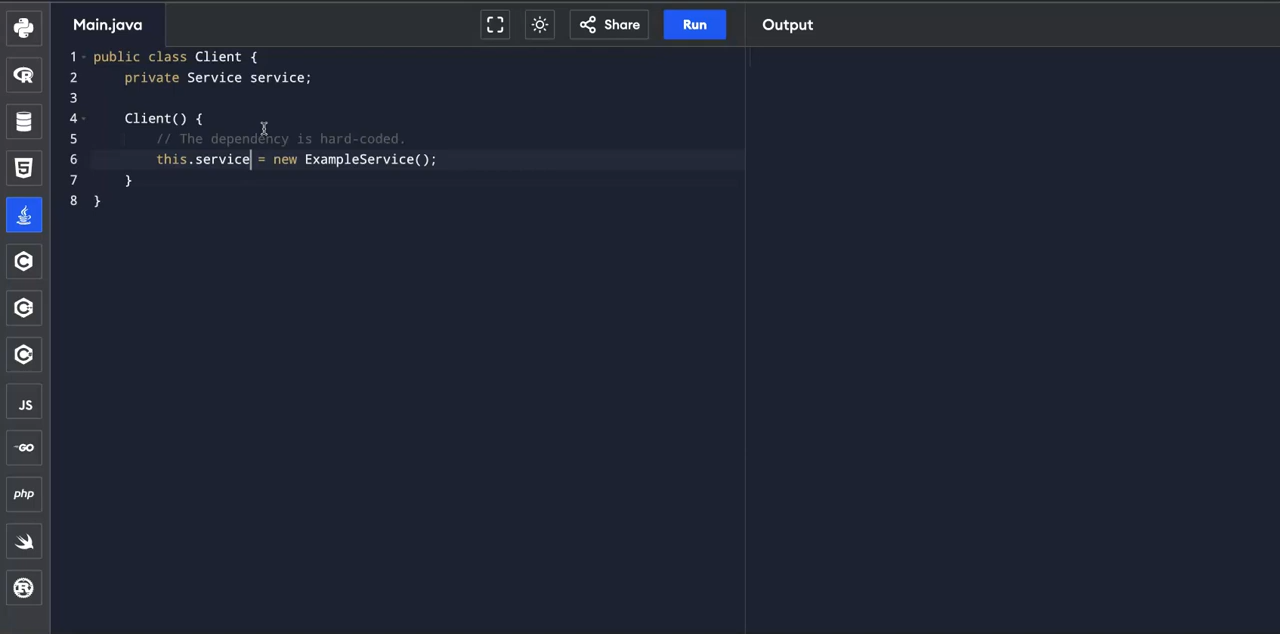 Main.java
Share
Run
Output
1 public class Client {
2 private Service service;
3
4 Client() {
5 // The dependency is hard-coded.
6 this.service = new ExampleService();
7 }
8 }
R
5
C
C
C
JS
GO
php
R